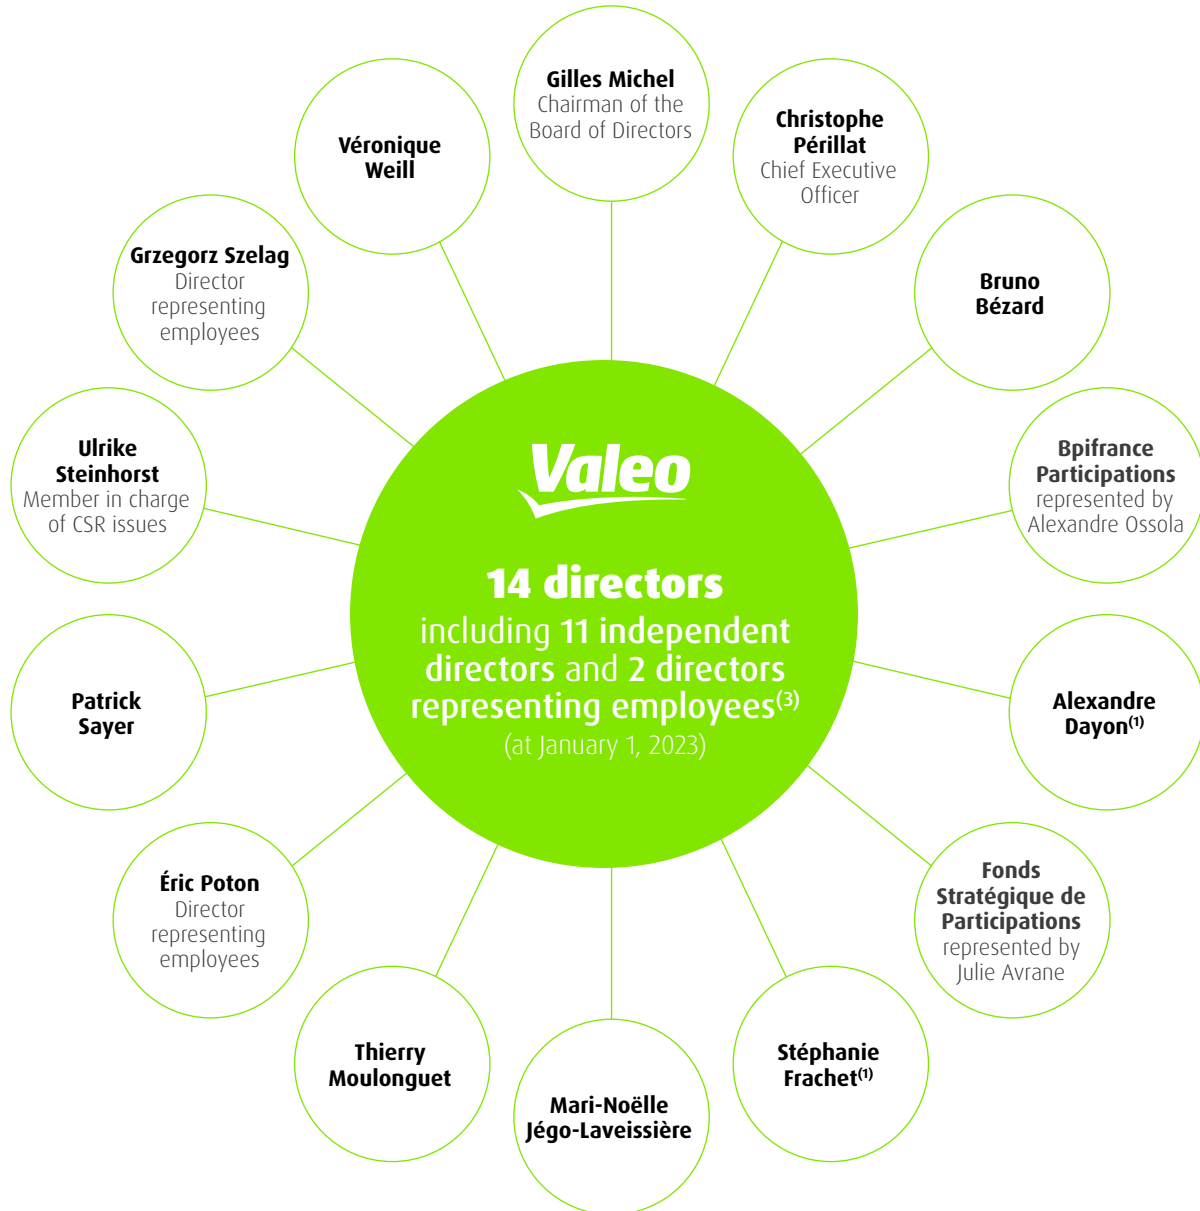 Gilles Michel
Chairman of the
Board of Directors
Christophe
Périllat
Chief Executive
Officer
Bruno
Bézard
Bpifrance
Participations
represented by
Alexandre Ossola
Alexandre
Dayon(1)
Fonds
Stratégique de
Participations
represented by
Julie Avrane
Stéphanie
Frachet(1)
Mari-Noëlle
Jégo-Laveissière
Thierry
Moulonguet
Éric Poton
Director
representing
employees
Patrick
Sayer
Ulrike
Steinhorst
Member in charge
of CSR issues
Grzegorz Szelag
Director
representing
employees
Véronique
Weill
Valeo
14 directors
including 11 independent
directors and 2 directors
representing employees(3)
(at January 1, 2023)